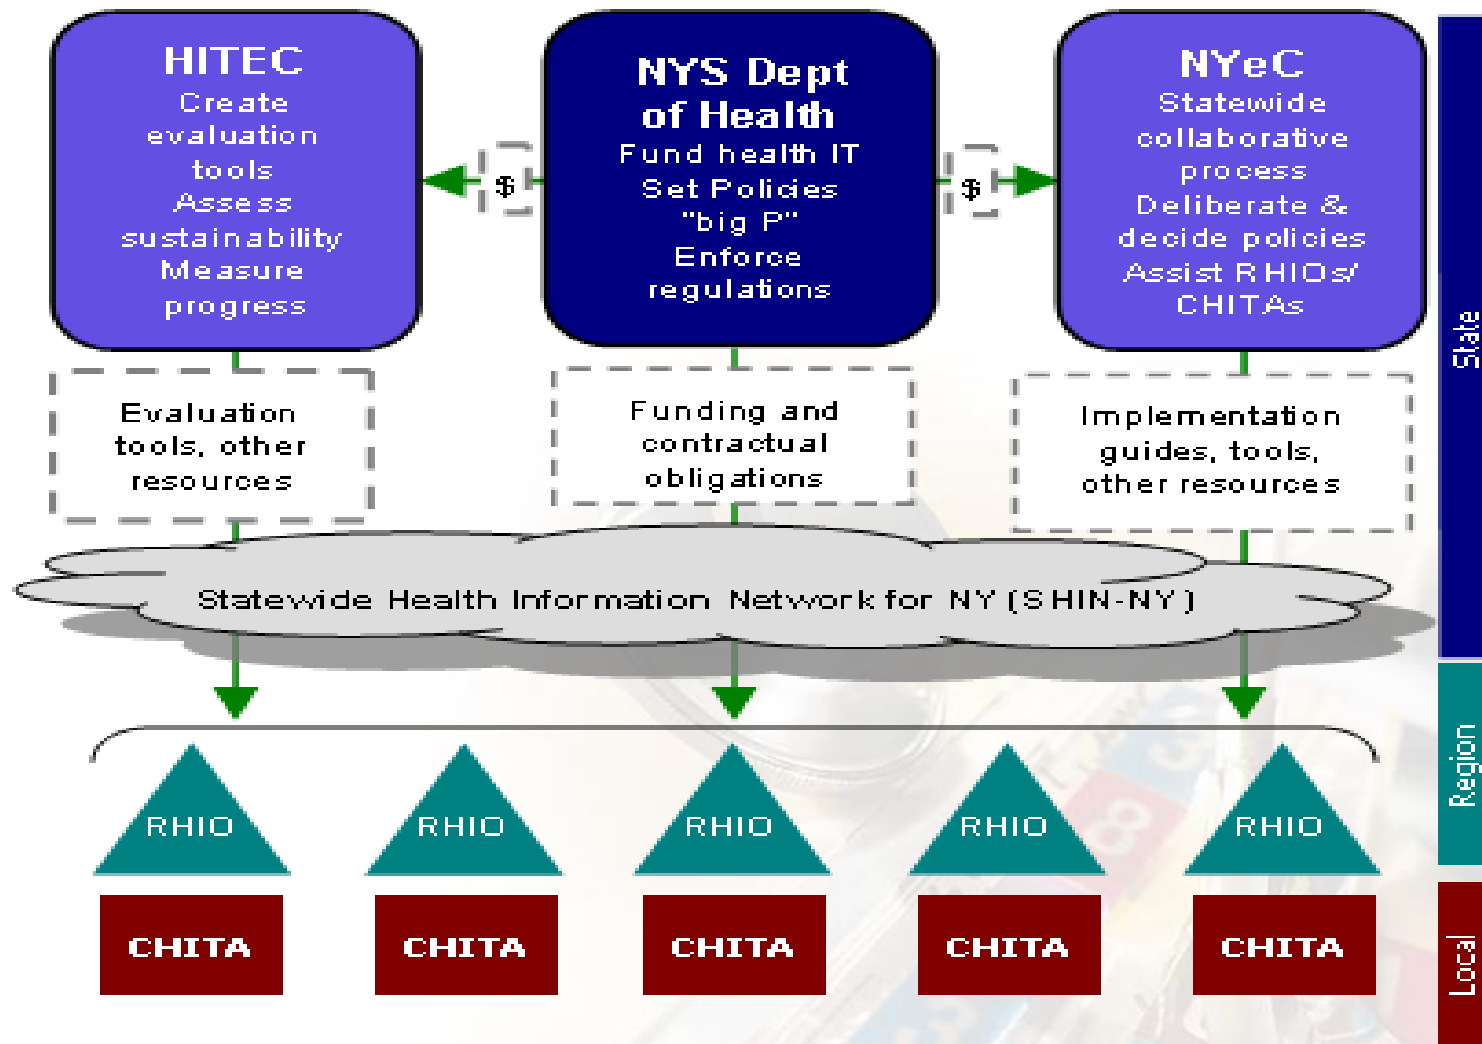 HITEC
Create
evaluation
tools
Assess
sustainability
Measure
progress
$
NYS Dept
of Health
Fund health IT
Set Policies
"big P"
Enforce
regulations
$
NYeC
Statewide
collaborative
process
Deliberate &
decide policies
Assist RHIOs/
CHITAs
State
Evaluation
tools, other
resources
Funding and
contractual
obligations
Implementation
guides, tools,
other resources
Statewide Health Information Network for NY (SHIN-NY)
Region
RHIO
RHIO
RHIO
RHIO
RHIO
Local
CHITA
CHITA
CHITA
CHITA
CHITA
8
3